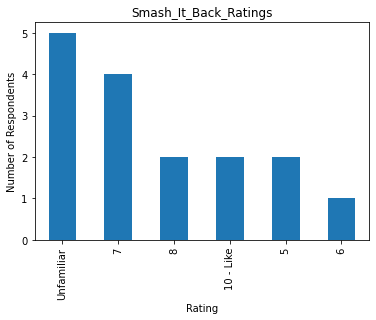 Smash_It_Back_Ratings
Number of Respondents
5
4
3
2
1
0
Unfamiliar
7
8
10 - Like
5
6
Rating